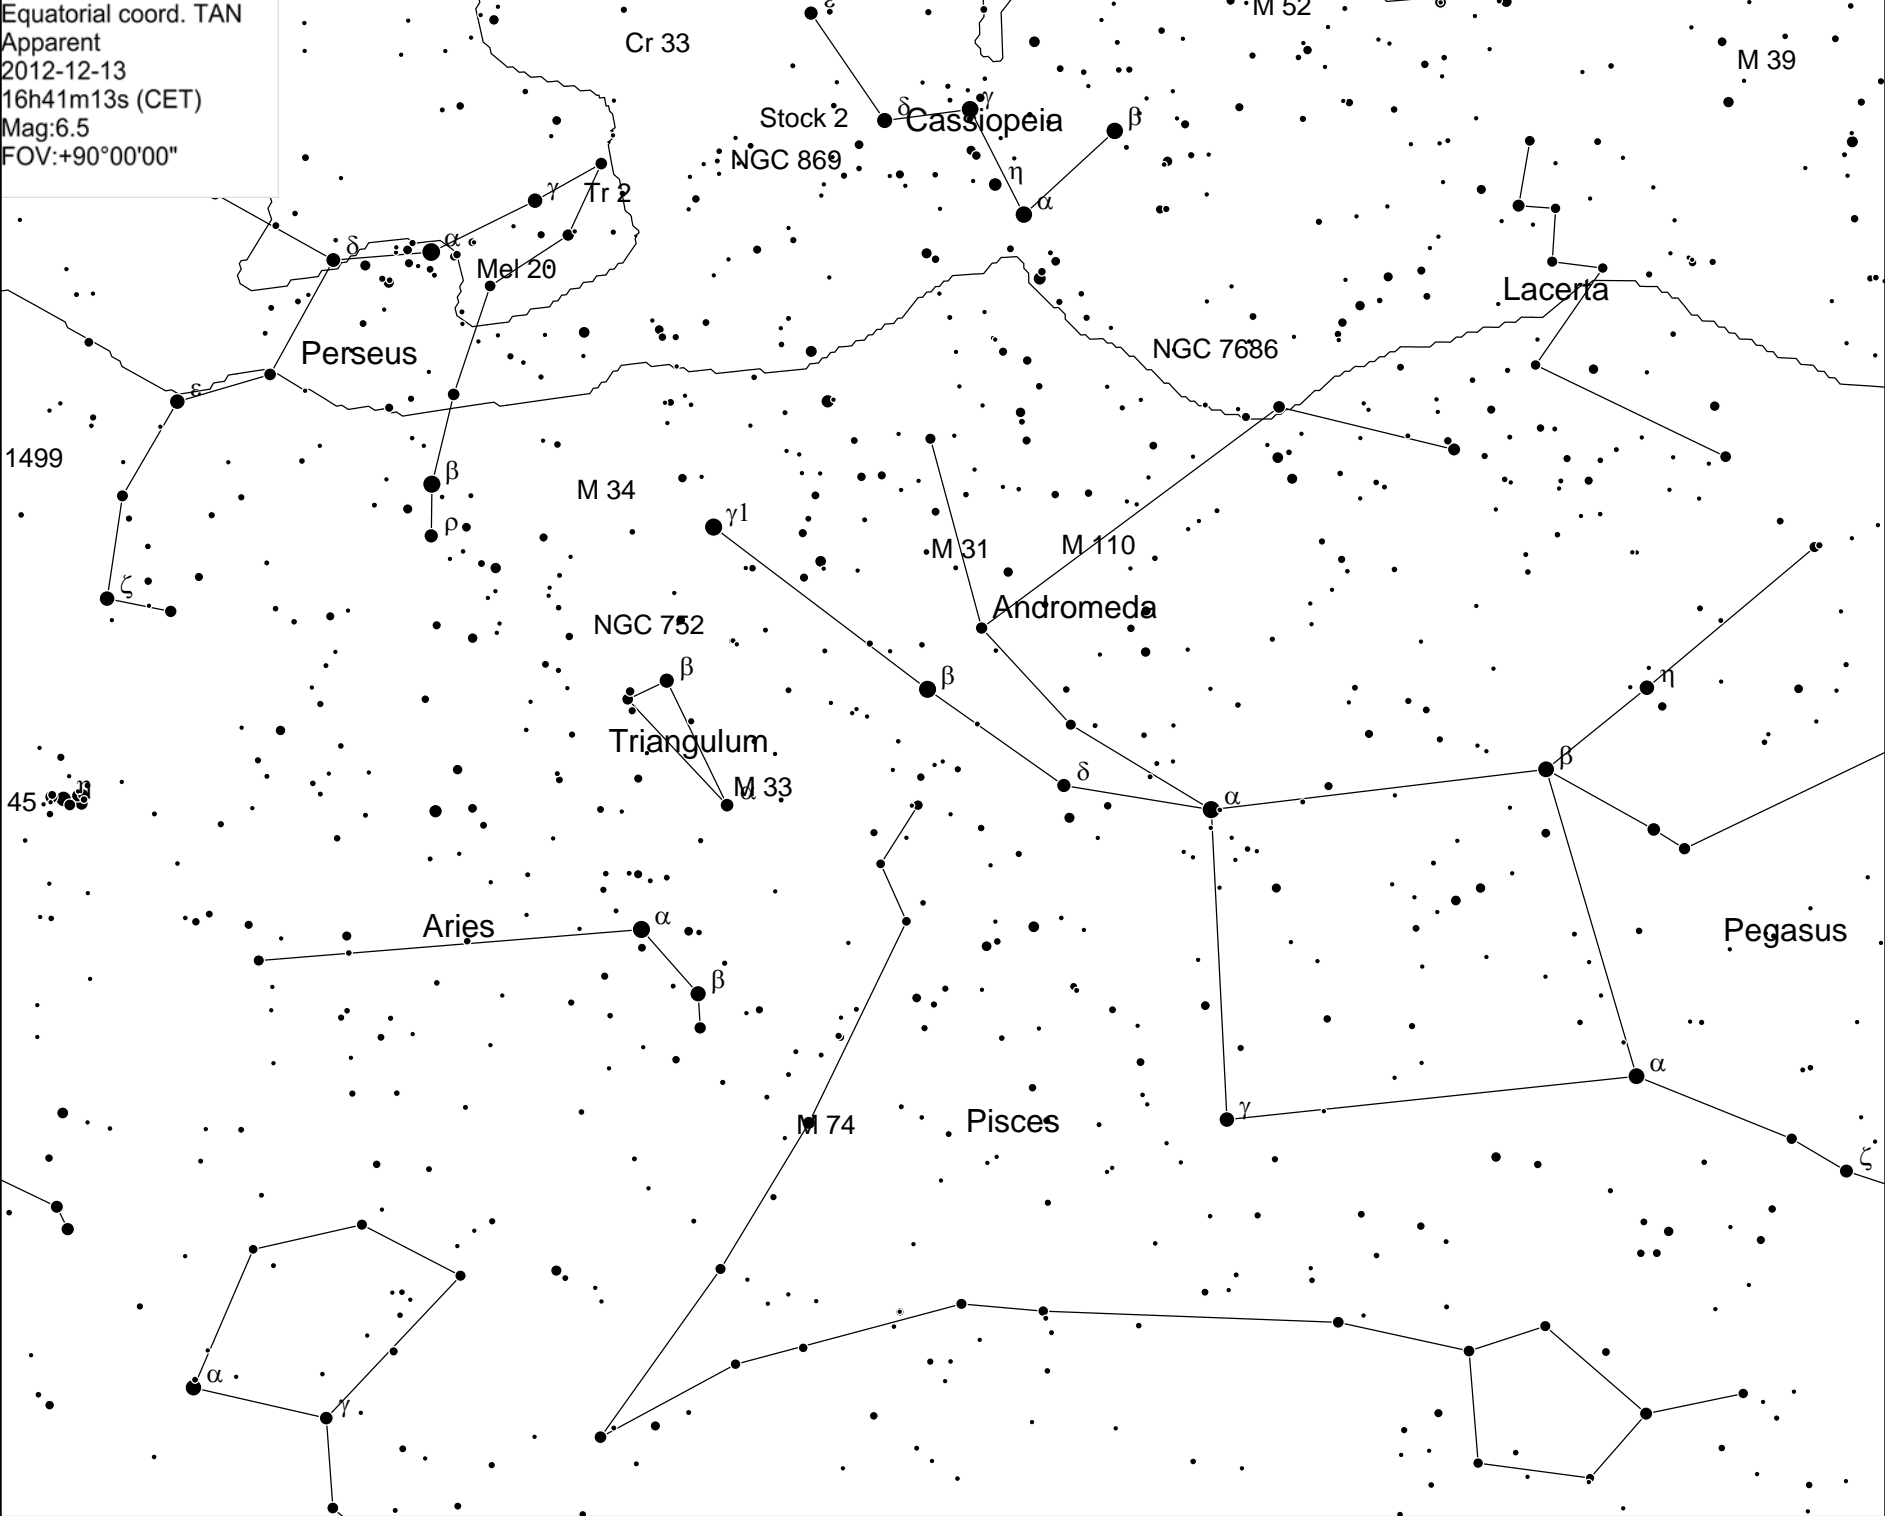 Equatorial coord. TAN
Apparent
2012-12-13
16h41m13s (CET)
Mag:6.5
FOV:+90°00'00"
ε
M 52
Cr 33
M 39
Stock 2
δ
γ
Cassiopeia
β
NGC 869
η
α
γ
Tr 2
δ
α
Mel 20
Lacerta
Perseus
NGC 7686
ε
1499
β
M 34
γ1
ρ
M 31
M 110
ζ
Andromeda
NGC 752
β
β
η
Triangulum
β
δ
η
M 33
α
45
α
α
Aries
β
Pegasus
α
γ
M 74
Pisces
ζ
α
γ